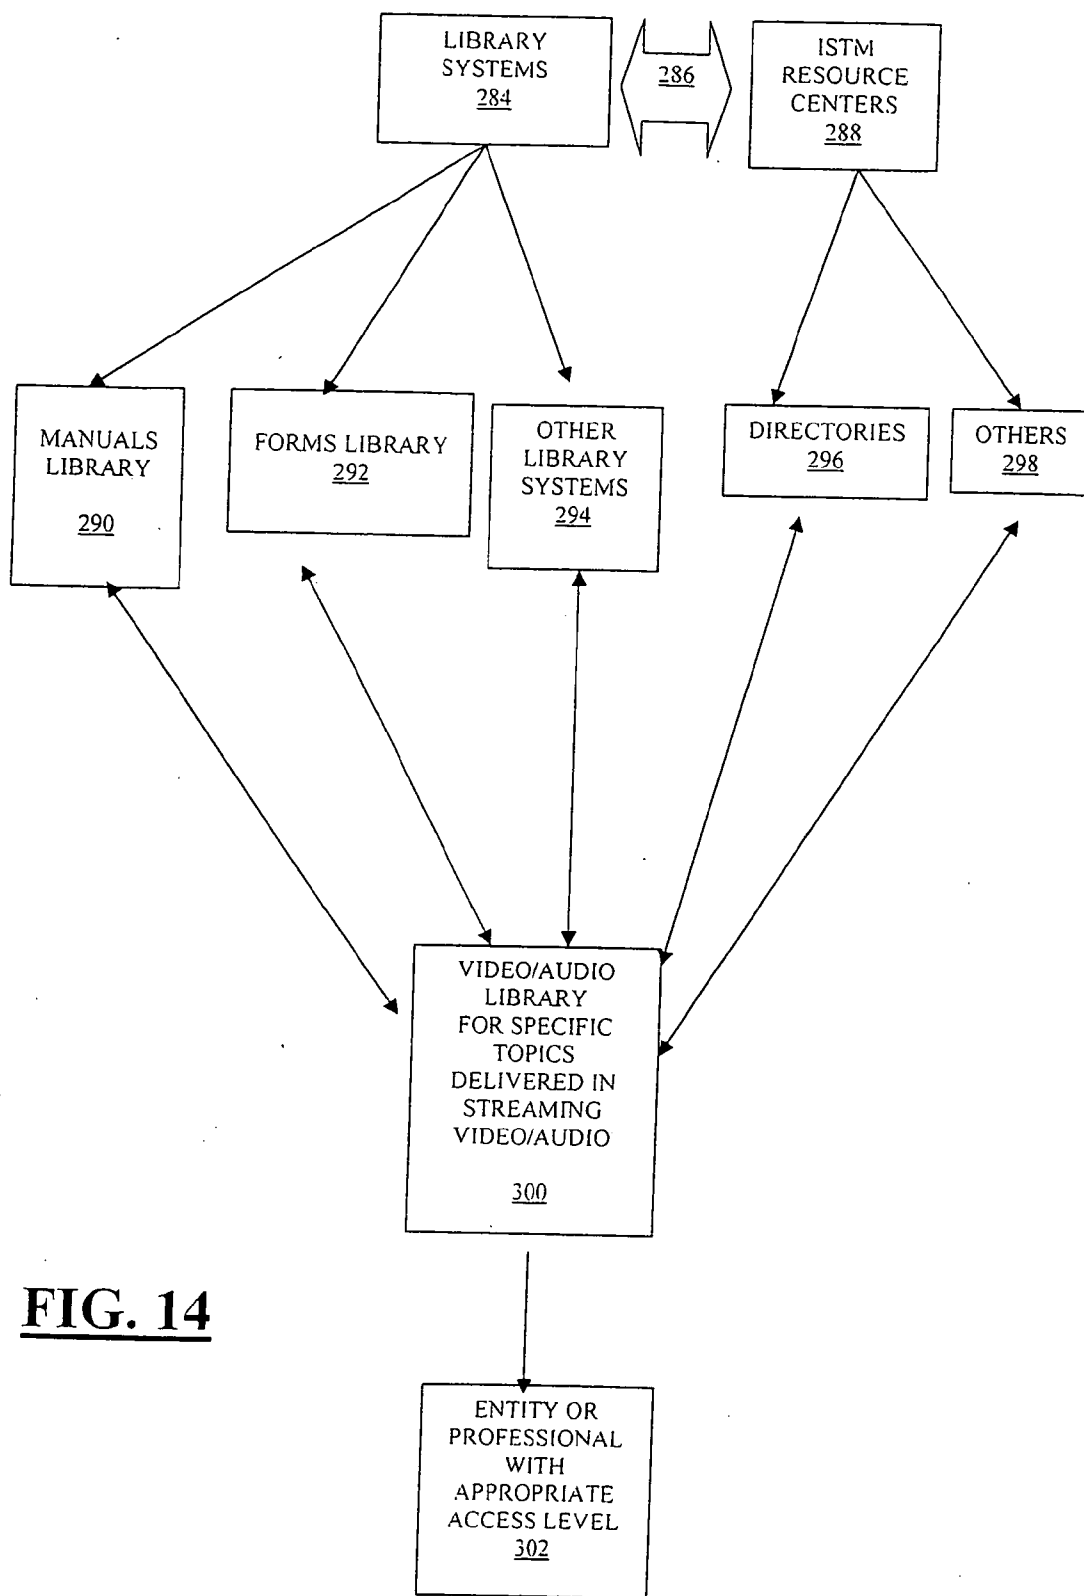 LIBRARY
SYSTEMS
284
286
ISTM
RESOURCE
CENTERS
288
MANUALS
LIBRARY
290
FORMS LIBRARY
292
OTHER
LIBRARY
SYSTEMS
294
DIRECTORIES
296
OTHERS
298
VIDEO/AUDIO
LIBRARY
FOR SPECIFIC
TOPICS
DELIVERED IN
STREAMING
VIDEO/AUDIO
300
FIG. 14
ENTITY OR
PROFESSIONAL
WITH
APPROPRIATE
ACCESS LEVEL
302